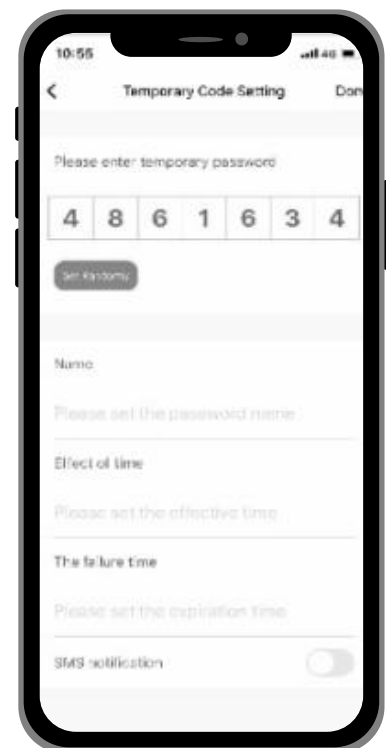 10:55
4G
Temporary Code Setting
Don
Please enter temporary password
4 8 6 1 6 3 4
Set Randomly
Name
Please set the password name
Effect of time
Please set the effective time
The failure time
Please set the expiration time
SMS notification